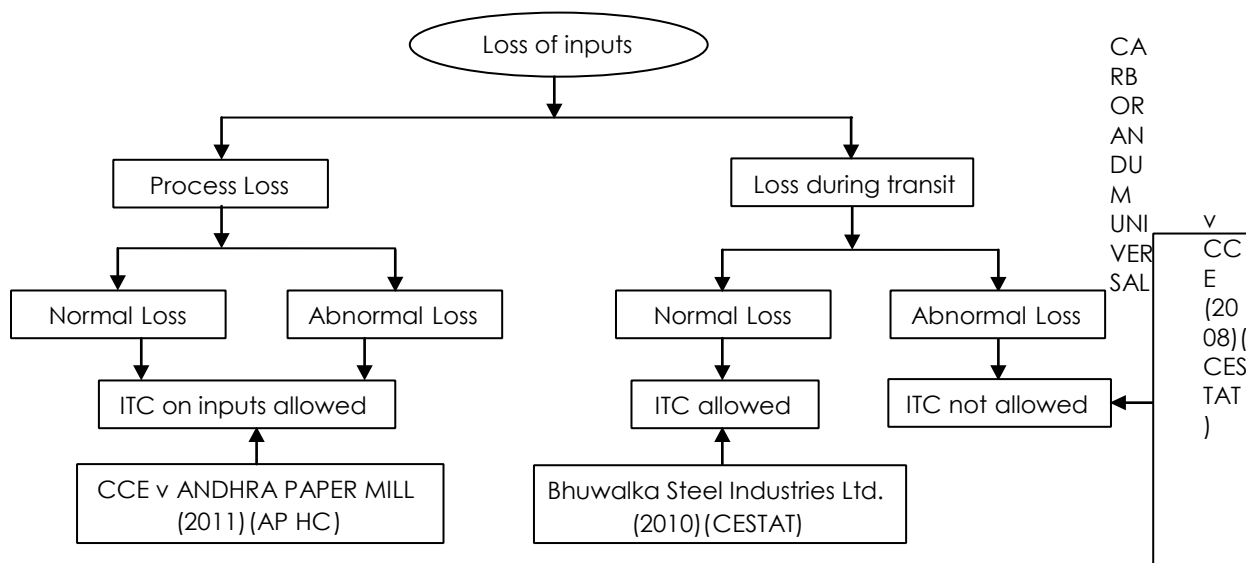 Loss of inputs
Process Loss
Loss during transit
Normal Loss
Abnormal Loss
Normal Loss
Abnormal Loss
ITC on inputs allowed
ITC allowed
ITC not allowed
CCE v ANDHRA PAPER MILL
(2011)(AP HC)
Bhuwalka Steel Industries Ltd.
(2010)(CESTAT)
CA
RB
OR
AN
DU
M
UNI
VER
SAL
v
CC
E
(20
08)(
CES
TAT
)